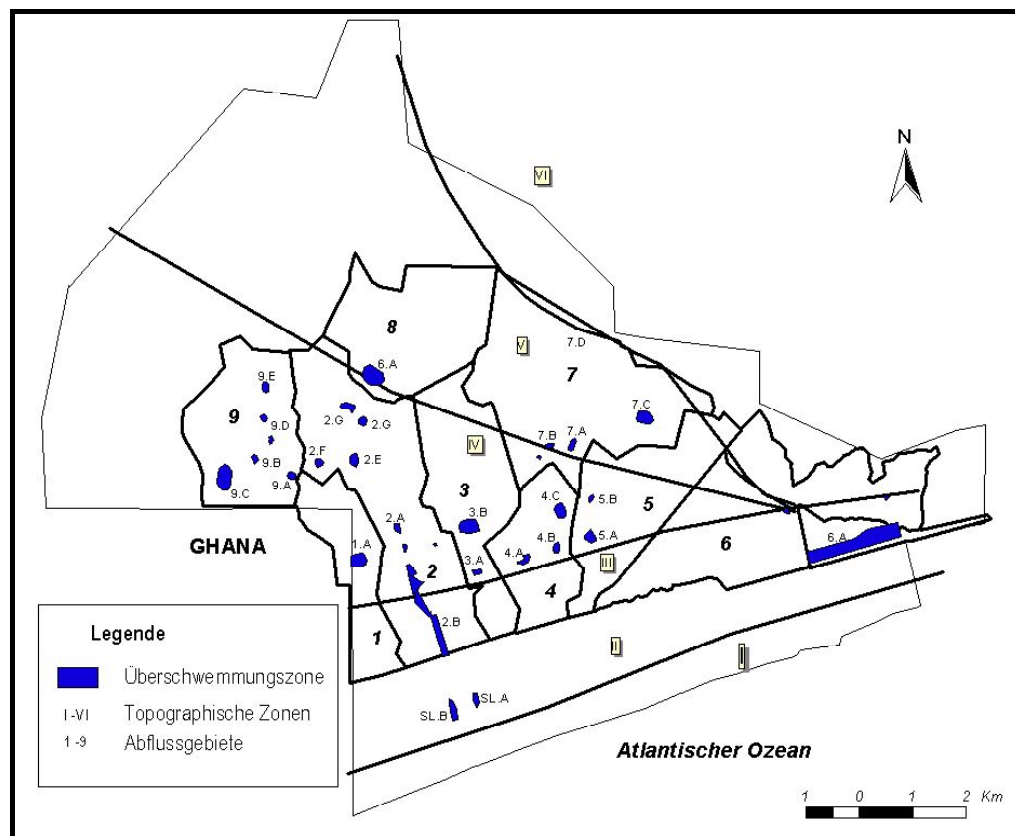 N
VI
8
V
7.D
7
6.A
9.E
9
9.D
2.G
2.G
7.C
7.B
7.A
IV
2.F
2.E
9.B
9.A
9.C
3
5.B
5
4.C
3.B
2.A
GHANA
1.A
4.B
5.A
6
6.A
4.A
3.A
2
III
4
1
2.B
II
I
SL.A
SL.B
Legende
Überschwemmungszone
I -VI Topographische Zonen
1 -9 Abflussgebiete
Atlantischer Ozean
1 0 1 2 Km